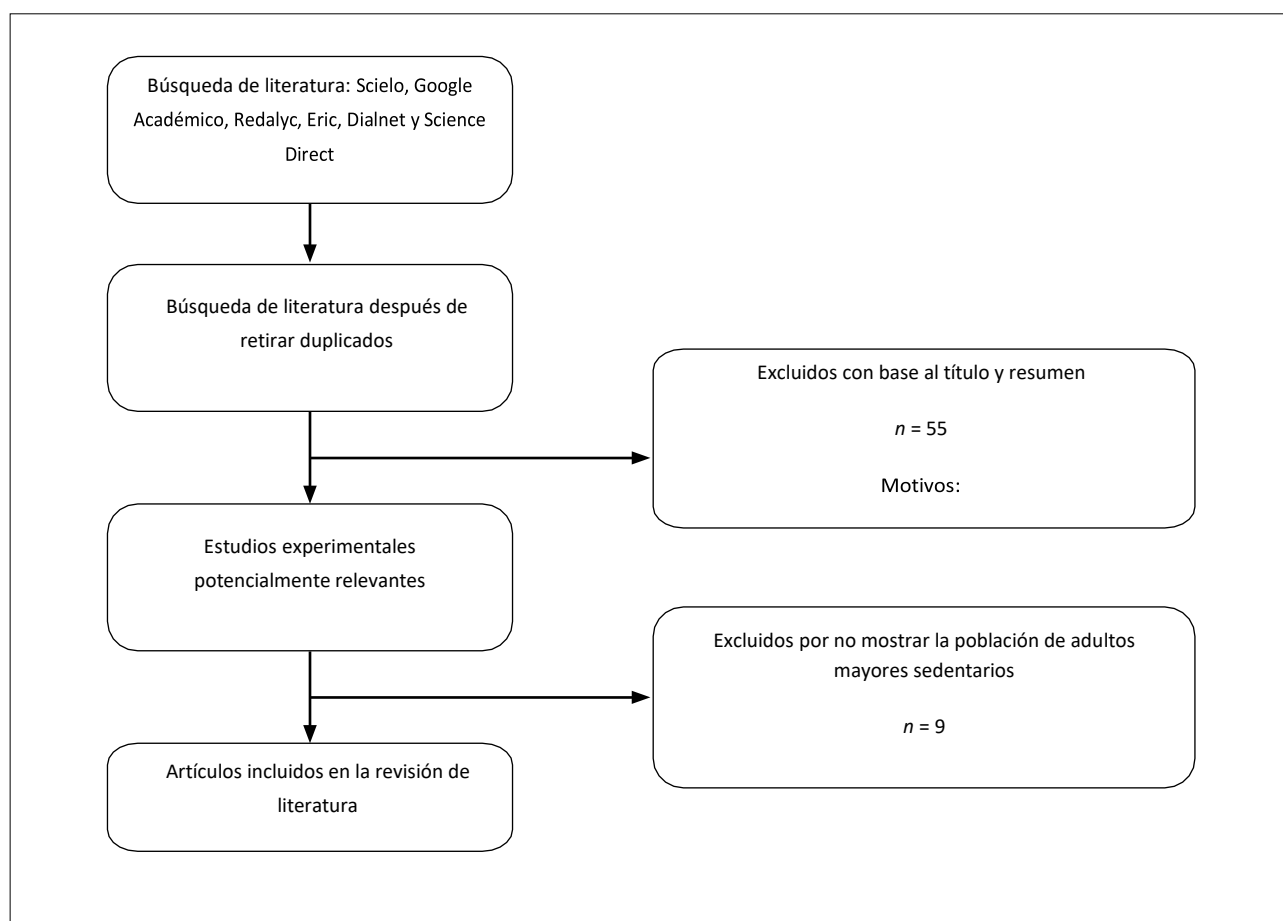 Búsqueda de literatura: Scielo, Google
Académico, Redalyc, Eric, Dialnet y Science
Direct
Búsqueda de literatura después de
retirar duplicados
Excluidos con base al título y resumen
n = 55
Motivos:
Estudios experimentales
potencialmente relevantes
Excluidos por no mostrar la población de adultos
mayores sedentarios
n = 9
Artículos incluidos en la revisión de
literatura